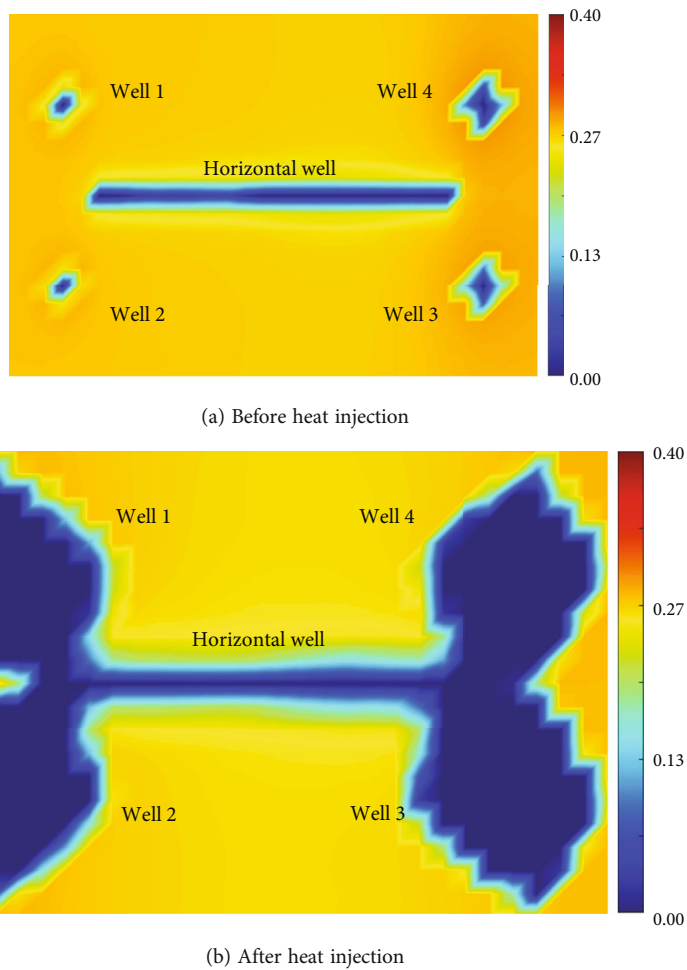 0.40
Well 1
Well 4
0.27
Horizontal well
0.13
Well 2
Well 3
0.00
(a) Before heat injection
0.40
Well 1
Well 4
0.27
Horizontal well
0.13
Well 2
Well 3
0.00
(b) After heat injection